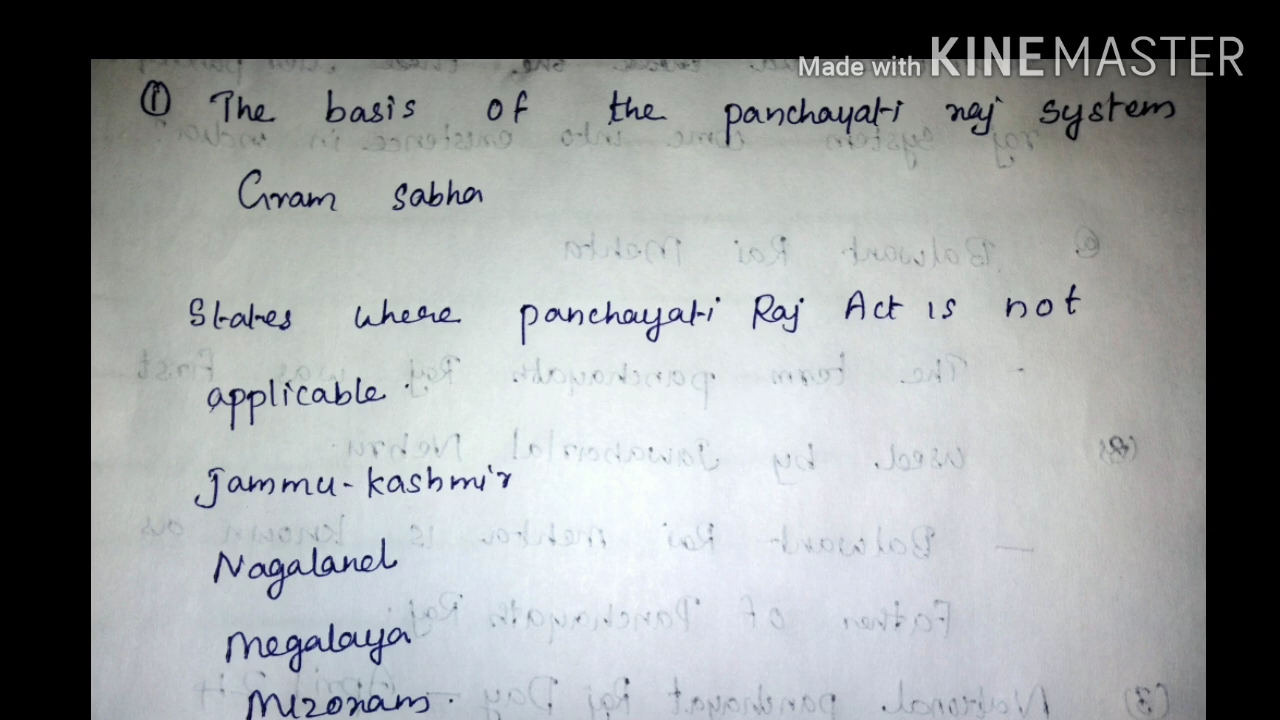 Made with KINEMASTER
① The basis of the panchayati raj system
Gram sabha
States where panchayati Raj Act is not
applicable.
Jammu-kashmir
Nagaland
Megalaya
Mizoram.